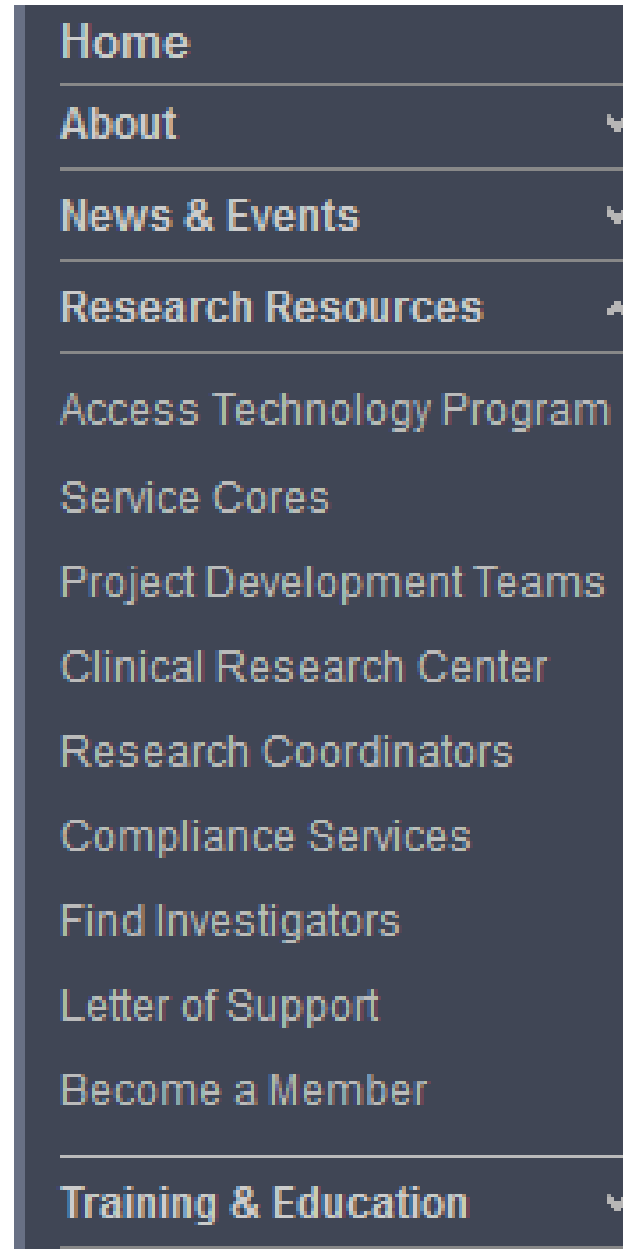 Home
About
News & Events
Research Resources
Access Technology Program
Service Cores
Project Development Teams
Clinical Research Center
Research Coordinators
Compliance Services
Find Investigators
Letter of Support
Become a Member
Training & Education